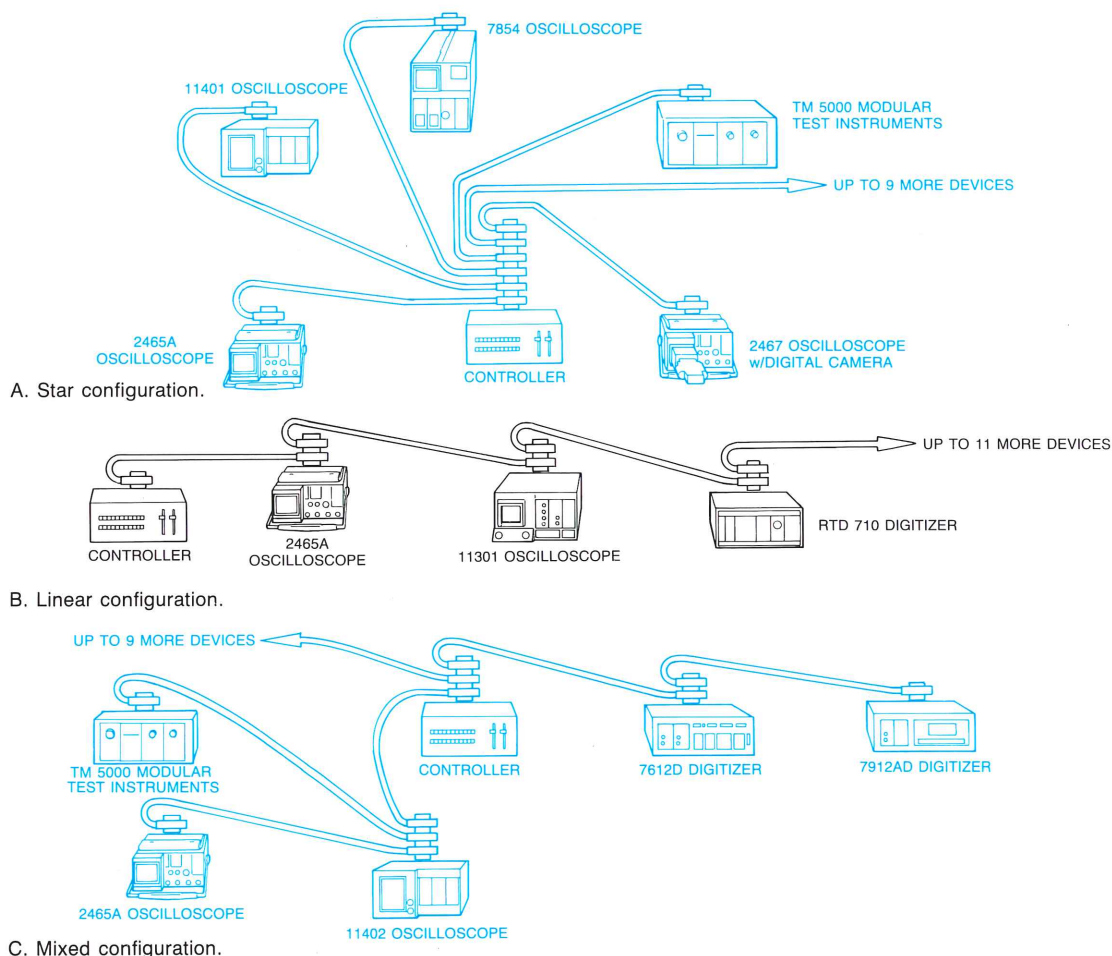 7854 OSCILLOSCOPE
11401 OSCILLOSCOPE
TM 5000 MODULAR
TEST INSTRUMENTS
UP TO 9 MORE DEVICES
2465A
OSCILLOSCOPE
CONTROLLER
2467 OSCILLOSCOPE
w/DIGITAL CAMERA
A. Star configuration.
UP TO 11 MORE DEVICES
CONTROLLER
2465A
OSCILLOSCOPE
11301 OSCILLOSCOPE
RTD 710 DIGITIZER
B. Linear configuration.
UP TO 9 MORE DEVICES
TM 5000 MODULAR
TEST INSTRUMENTS
CONTROLLER
7612D DIGITIZER
7912AD DIGITIZER
2465A OSCILLOSCOPE
11402 OSCILLOSCOPE
C. Mixed configuration.